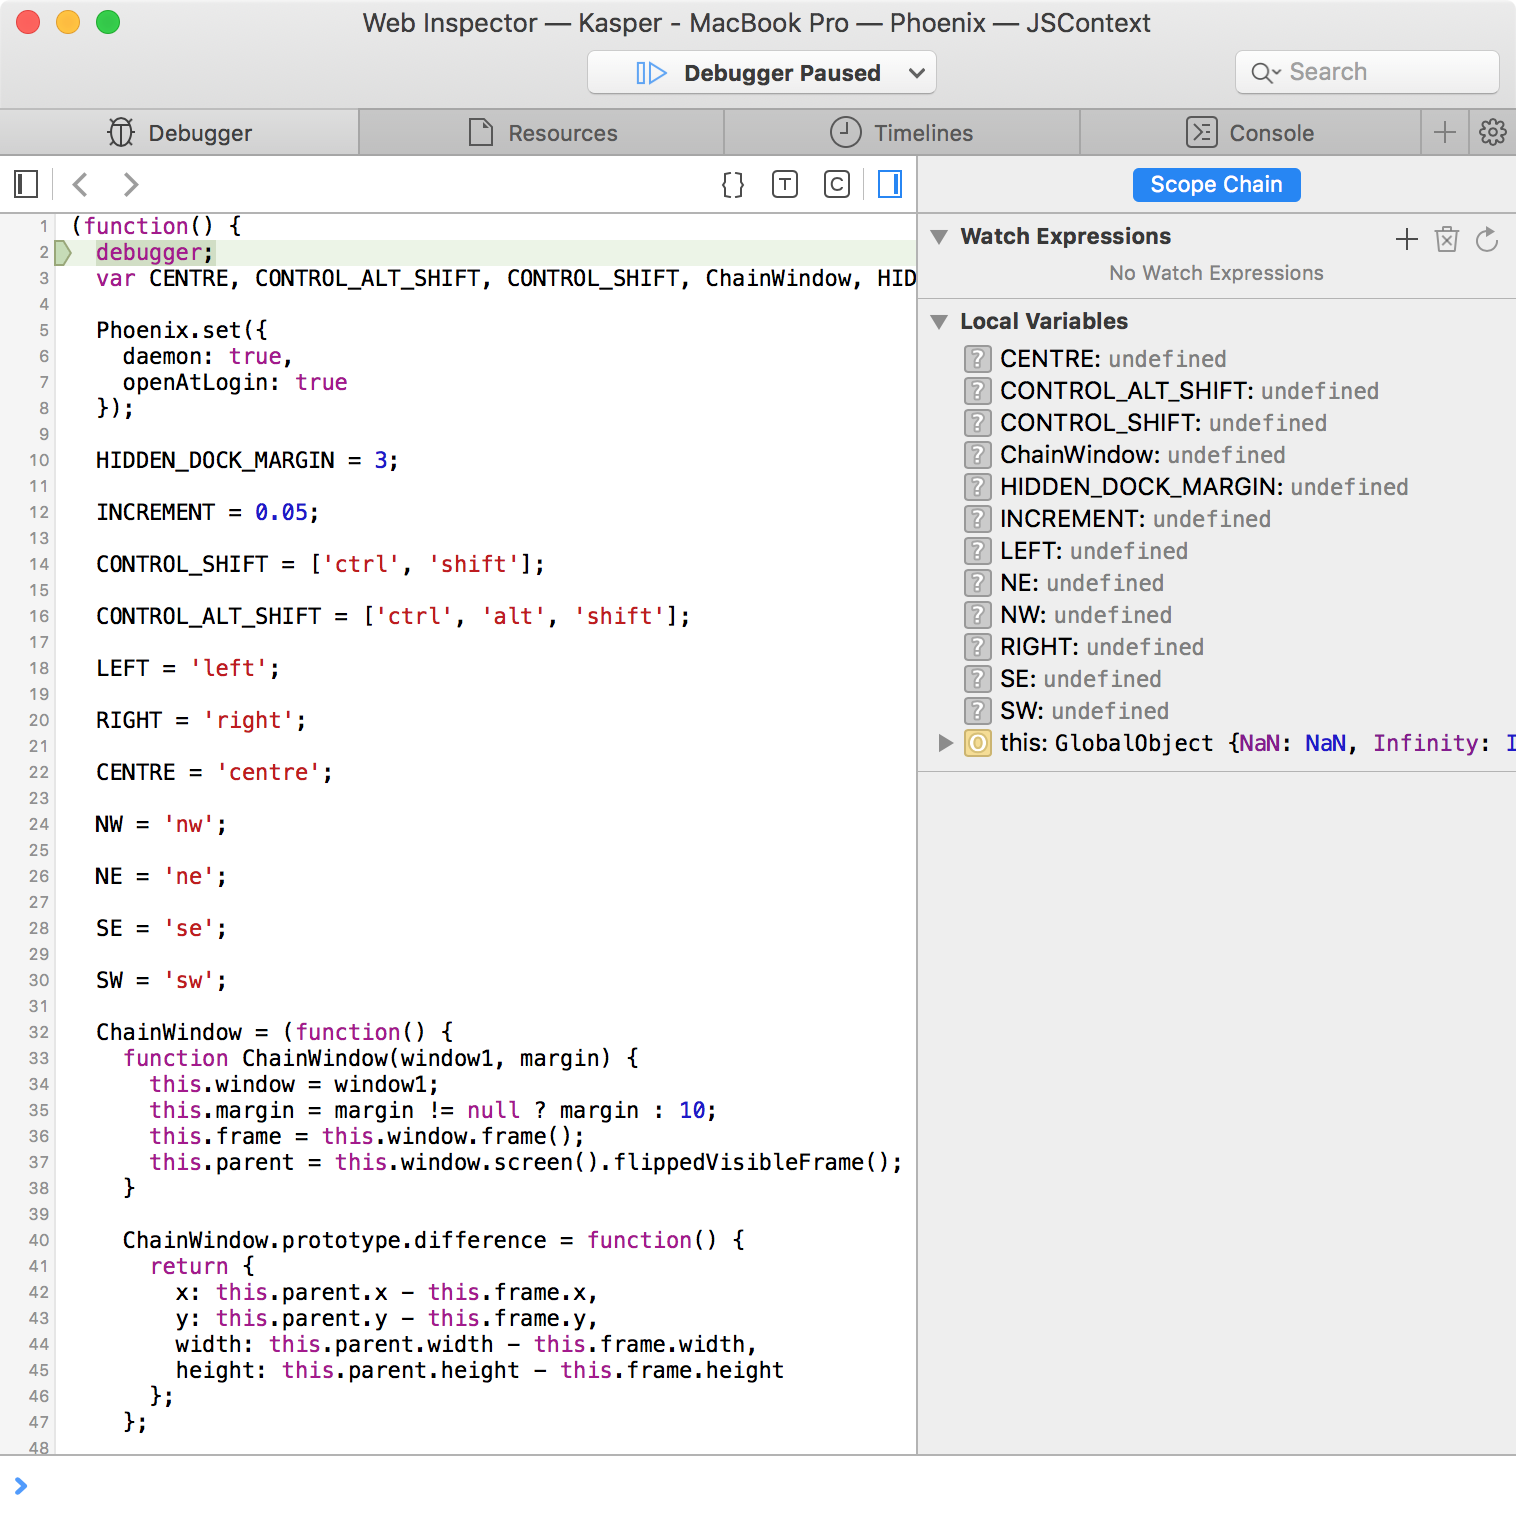 Web Inspector — Kasper - MacBook Pro — Phoenix — JSContext
Debugger Paused
Search
Debugger
Resources
Timelines
Console
{} T C
Scope Chain
1 (function() {
2   debugger;
3   var CENTRE, CONTROL_ALT_SHIFT, CONTROL_SHIFT, ChainWindow, HID
4
5   Phoenix.set({
6     daemon: true,
7     openAtLogin: true
8   });
9
10   HIDDEN_DOCK_MARGIN = 3;
11
12   INCREMENT = 0.05;
13
14   CONTROL_SHIFT = ['ctrl', 'shift'];
15
16   CONTROL_ALT_SHIFT = ['ctrl', 'alt', 'shift'];
17
18   LEFT = 'left';
19
20   RIGHT = 'right';
21
22   CENTRE = 'centre';
23
24   NW = 'nw';
25
26   NE = 'ne';
27
28   SE = 'se';
29
30   SW = 'sw';
31
32   ChainWindow = (function() {
33     function ChainWindow(window1, margin) {
34       this.window = window1;
35       this.margin = margin != null ? margin : 10;
36       this.frame = this.window.frame();
37       this.parent = this.window.screen().flippedVisibleFrame();
38     }
39
40     ChainWindow.prototype.difference = function() {
41       return {
42         x: this.parent.x - this.frame.x,
43         y: this.parent.y - this.frame.y,
44         width: this.parent.width - this.frame.width,
45         height: this.parent.height - this.frame.height
46       };
47     };
48
Watch Expressions
No Watch Expressions
Local Variables
? CENTRE: undefined
? CONTROL_ALT_SHIFT: undefined
? CONTROL_SHIFT: undefined
? ChainWindow: undefined
? HIDDEN_DOCK_MARGIN: undefined
? INCREMENT: undefined
? LEFT: undefined
? NE: undefined
? NW: undefined
? RIGHT: undefined
? SE: undefined
? SW: undefined
O this: GlobalObject {NaN: NaN, Infinity: I